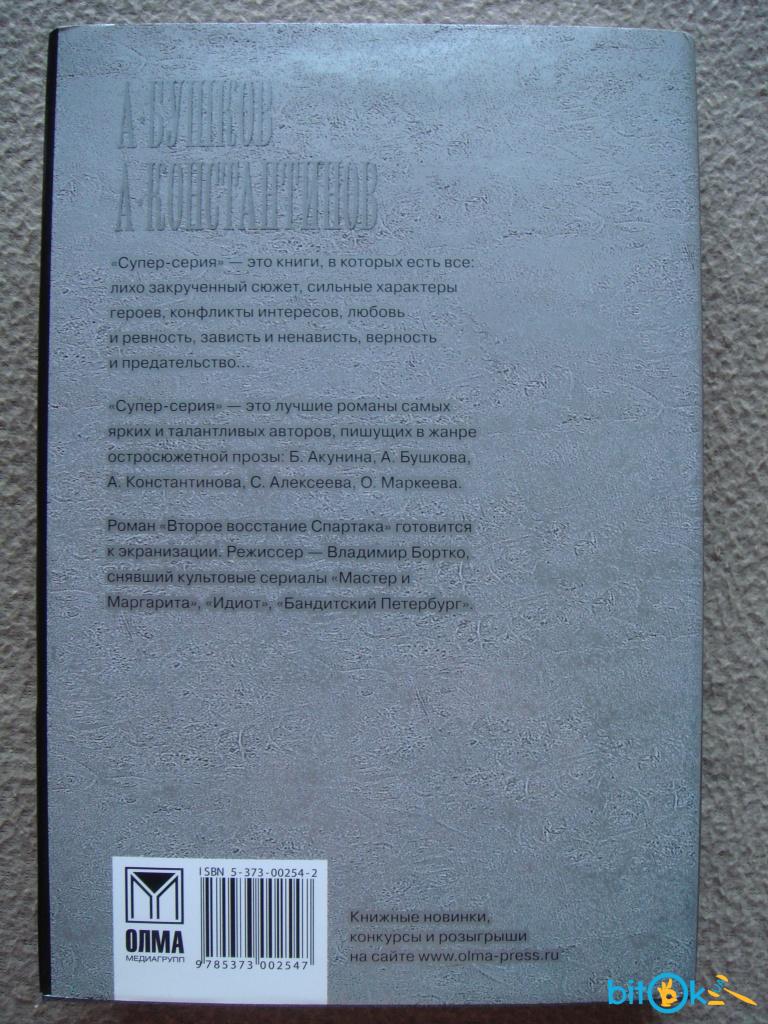 А·БУШКОВ
А·КОНСТАНТИНОВ
«Супер-серия» — это книги, в которых есть все:
лихо закрученный сюжет, сильные характеры
героев, конфликты интересов, любовь
и ревность, зависть и ненависть, верность
и предательство...
«Супер-серия» — это лучшие романы самых
ярких и талантливых авторов, пишущих в жанре
остросюжетной прозы: Б. Акунина, А. Бушкова,
А. Константинова, С. Алексеева, О. Маркеева.
Роман «Второе восстание Спартака» готовится
к экранизации. Режиссер — Владимир Бортко,
снявший культовые сериалы «Мастер и
Маргарита», «Идиот», «Бандитский Петербург».
ОЛМА
МЕДИАГРУПП
ISBN 5-373-00254-2
9 785373 002547
Книжные новинки,
конкурсы и розыгрыши
на сайте www.olma-press.ru
bitOk